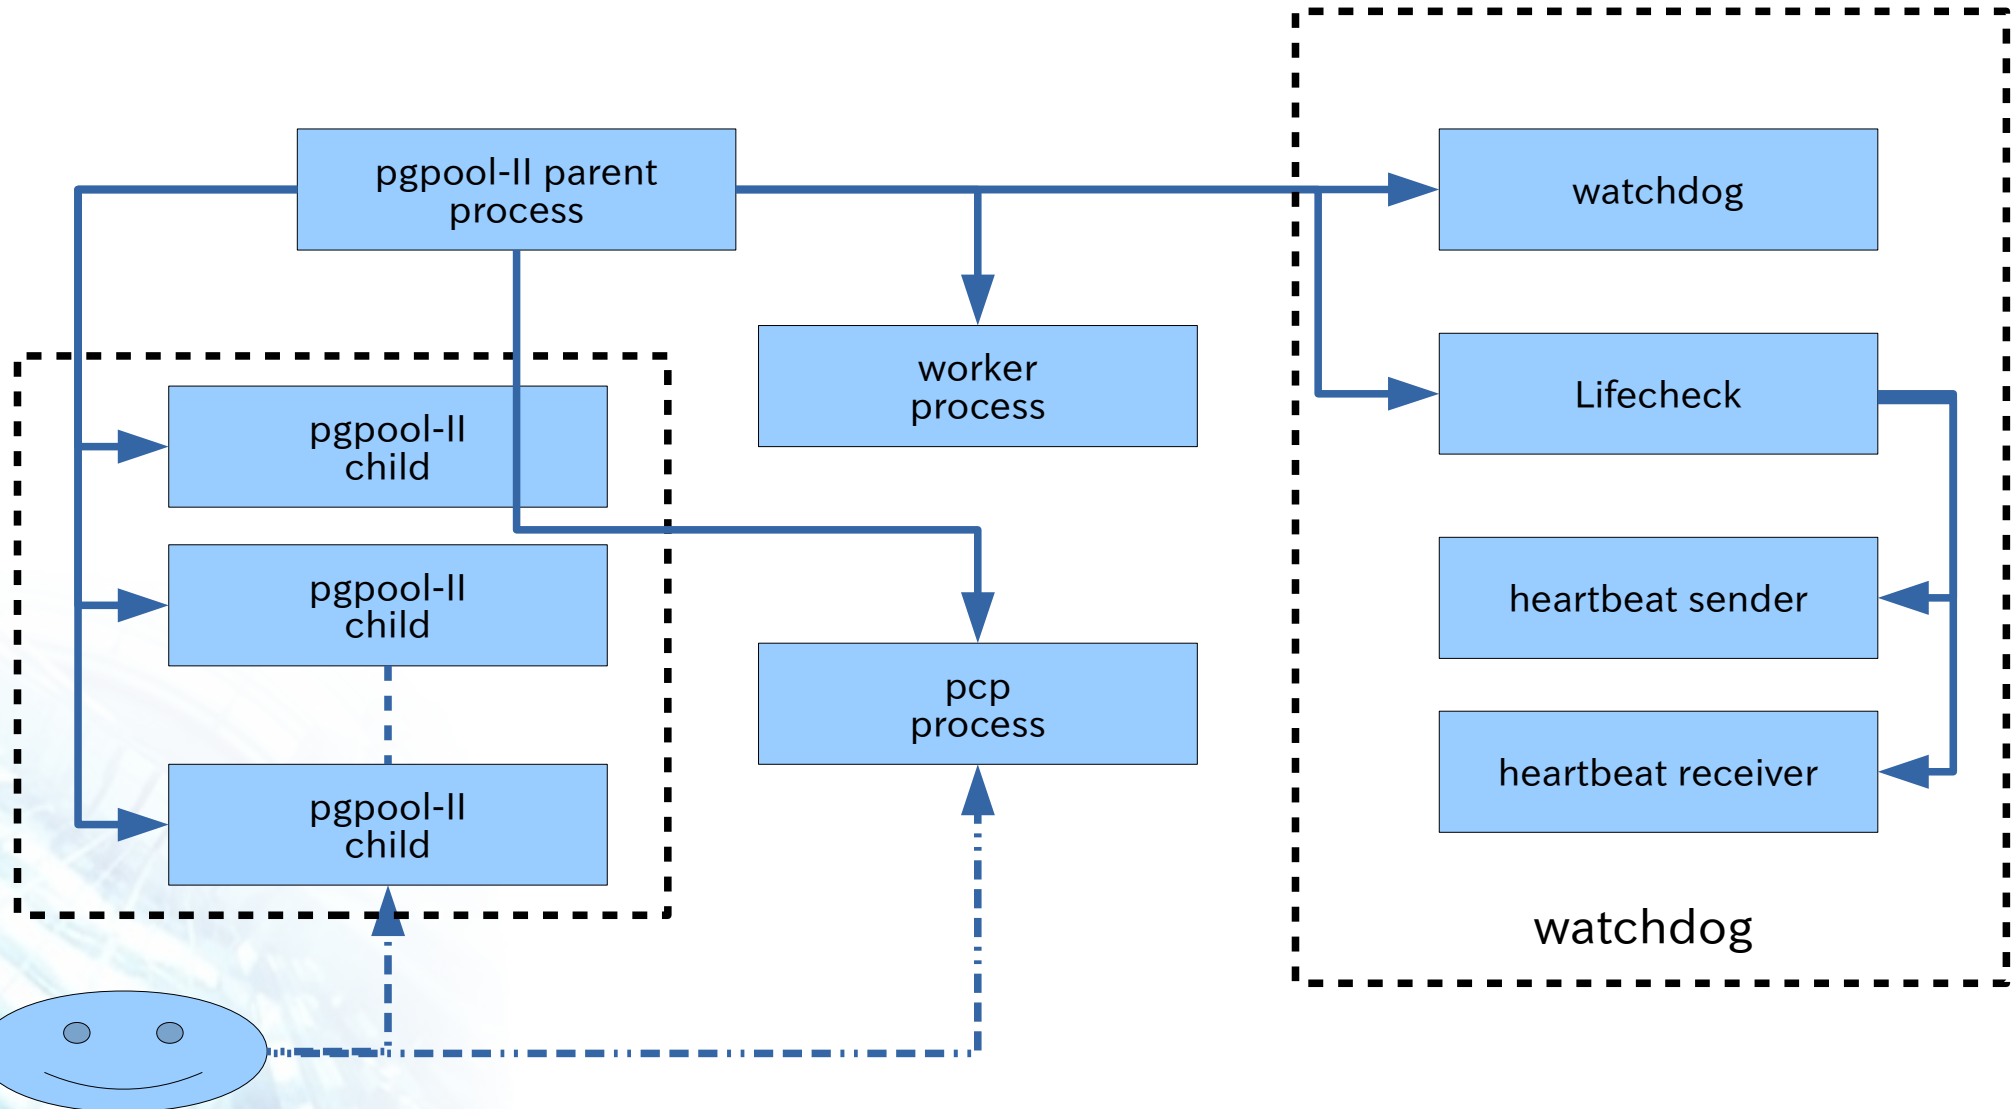 pgpool-II parent
process
watchdog
worker
process
Lifecheck
pgpool-II
child
pgpool-II
child
heartbeat sender
pcp
process
heartbeat receiver
pgpool-II
child
watchdog